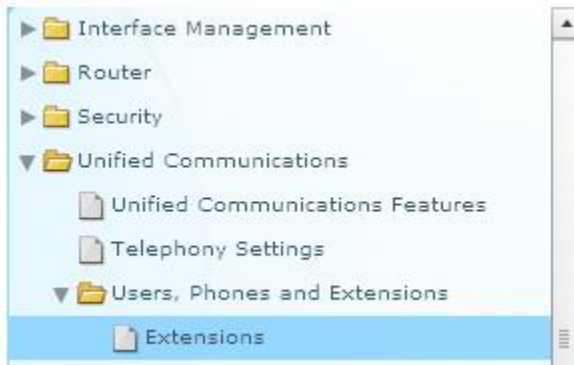 Interface Management
Router
Security
Unified Communications
Unified Communications Features
Telephony Settings
Users, Phones and Extensions
Extensions